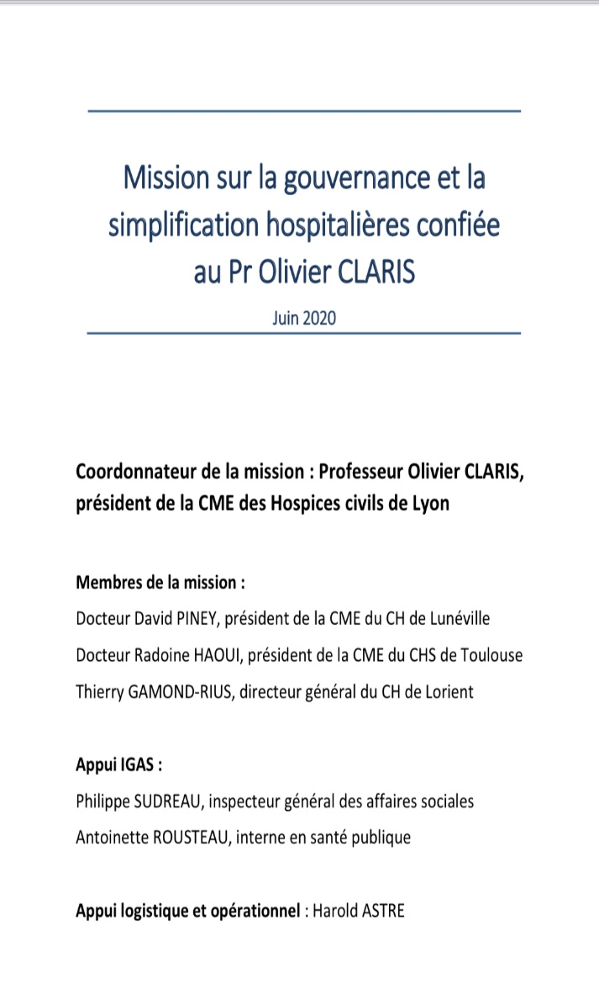 Mission sur la gouvernance et la
simplification hospitalières confiée
au Pr Olivier CLARIS
Juin 2020
Coordonnateur de la mission : Professeur Olivier CLARIS,
président de la CME des Hospices civils de Lyon
Membres de la mission :
Docteur David PINEY, président de la CME du CH de Lunéville
Docteur Radoine HAOUI, président de la CME du CHS de Toulouse
Thierry GAMOND-RIUS, directeur général du CH de Lorient
Appui IGAS :
Philippe SUDREAU, inspecteur général des affaires sociales
Antoinette ROUSTEAU, interne en santé publique
Appui logistique et opérationnel : Harold ASTRE